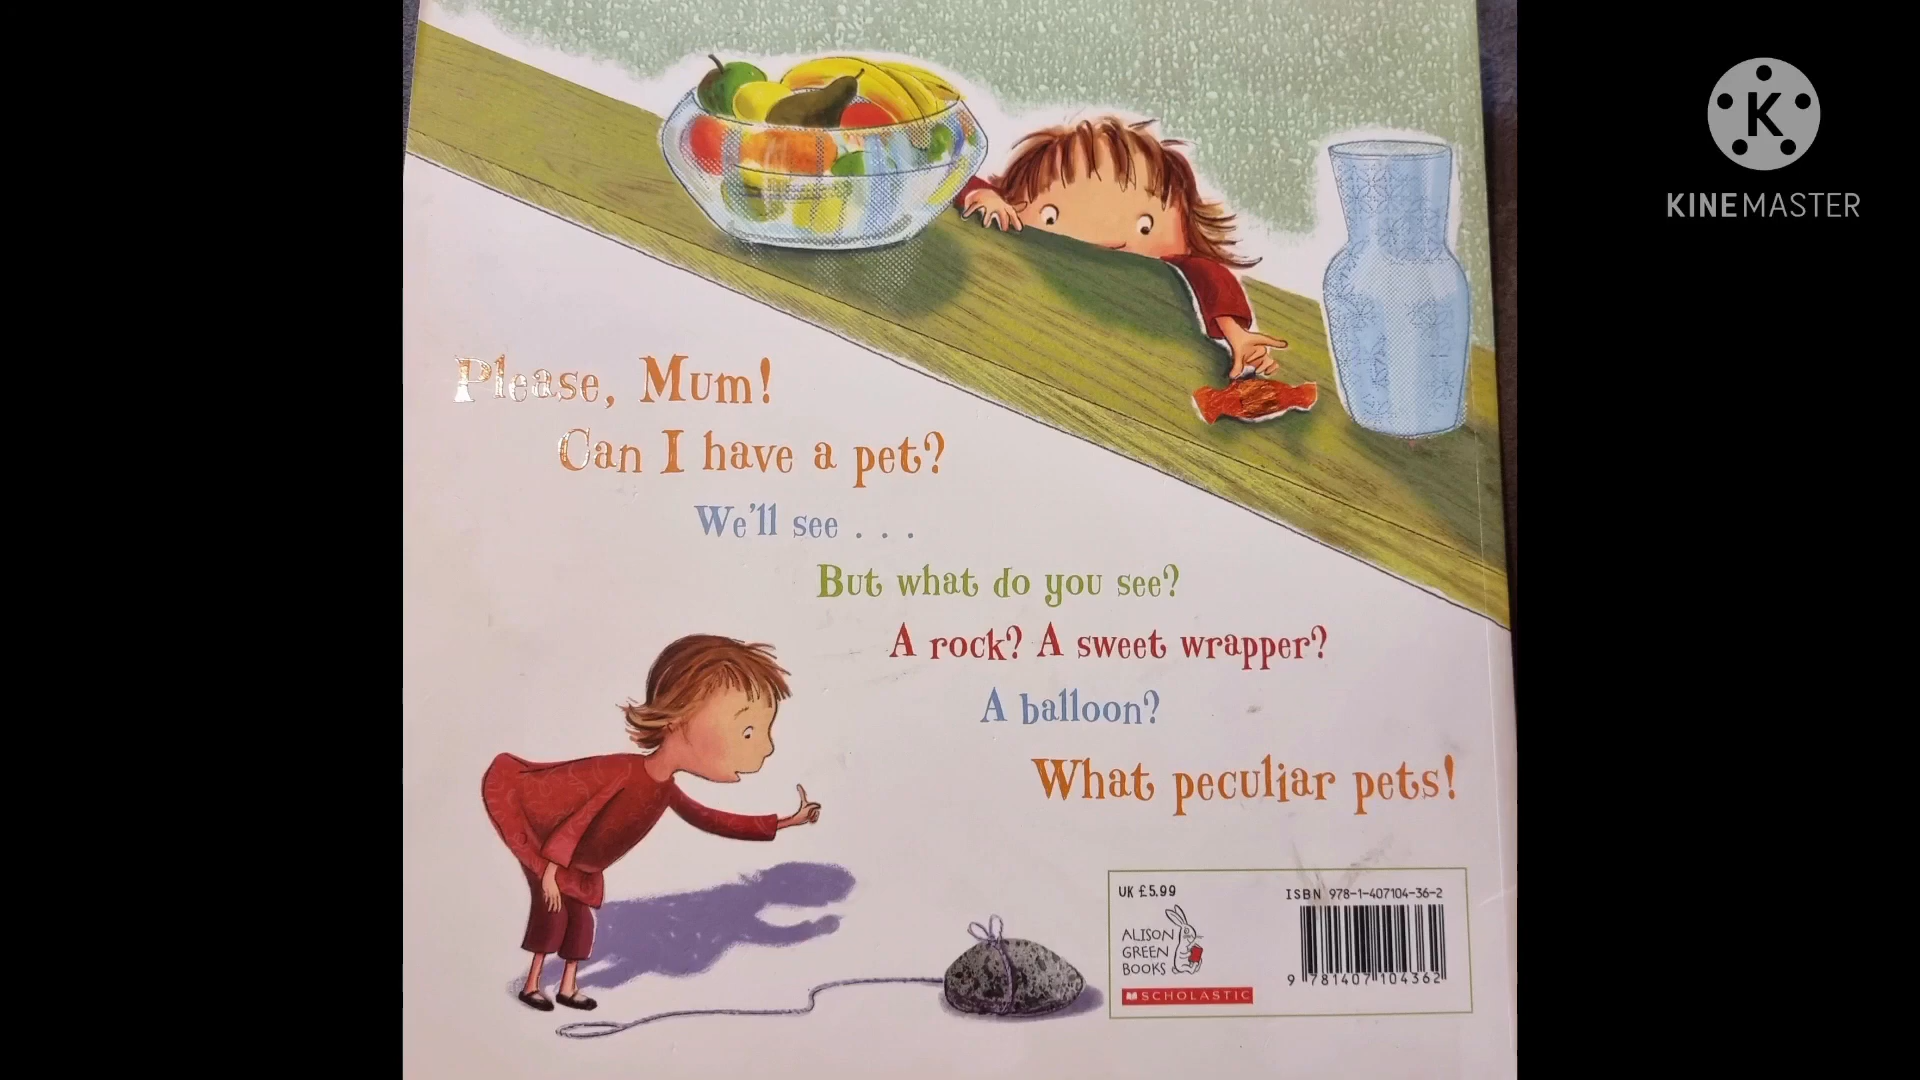 KINEMASTER
Please, Mum!
Can I have a pet?
We'll see . . .
But what do you see?
A rock? A sweet wrapper?
A balloon?
What peculiar pets!
UK £5.99
ISBN 978-1-407104-36-2
ALISON
GREEN
BOOKS
SCHOLASTIC
9 781407 104362